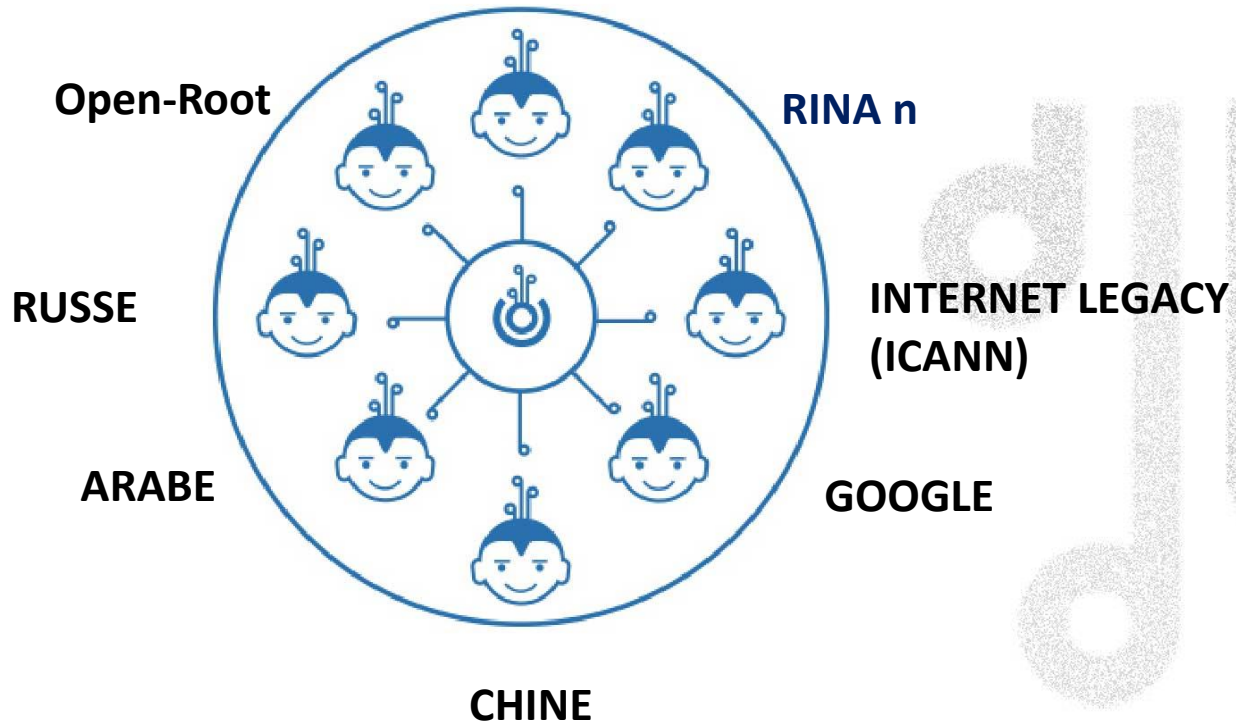 Open-Root
RINA n
RUSSE
INTERNET LEGACY
(ICANN)
ARABE
GOOGLE
CHINE